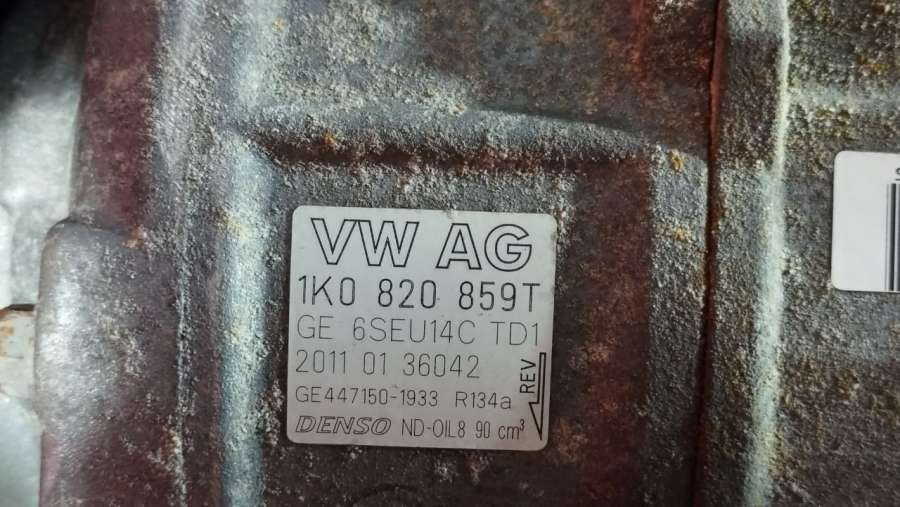 VW AG
1K0 820 859T
GE 6SEU14C TD1
2011 01 36042
REV
GE447150-1933 R134a
DENSO ND-OIL8 90 cm³
S